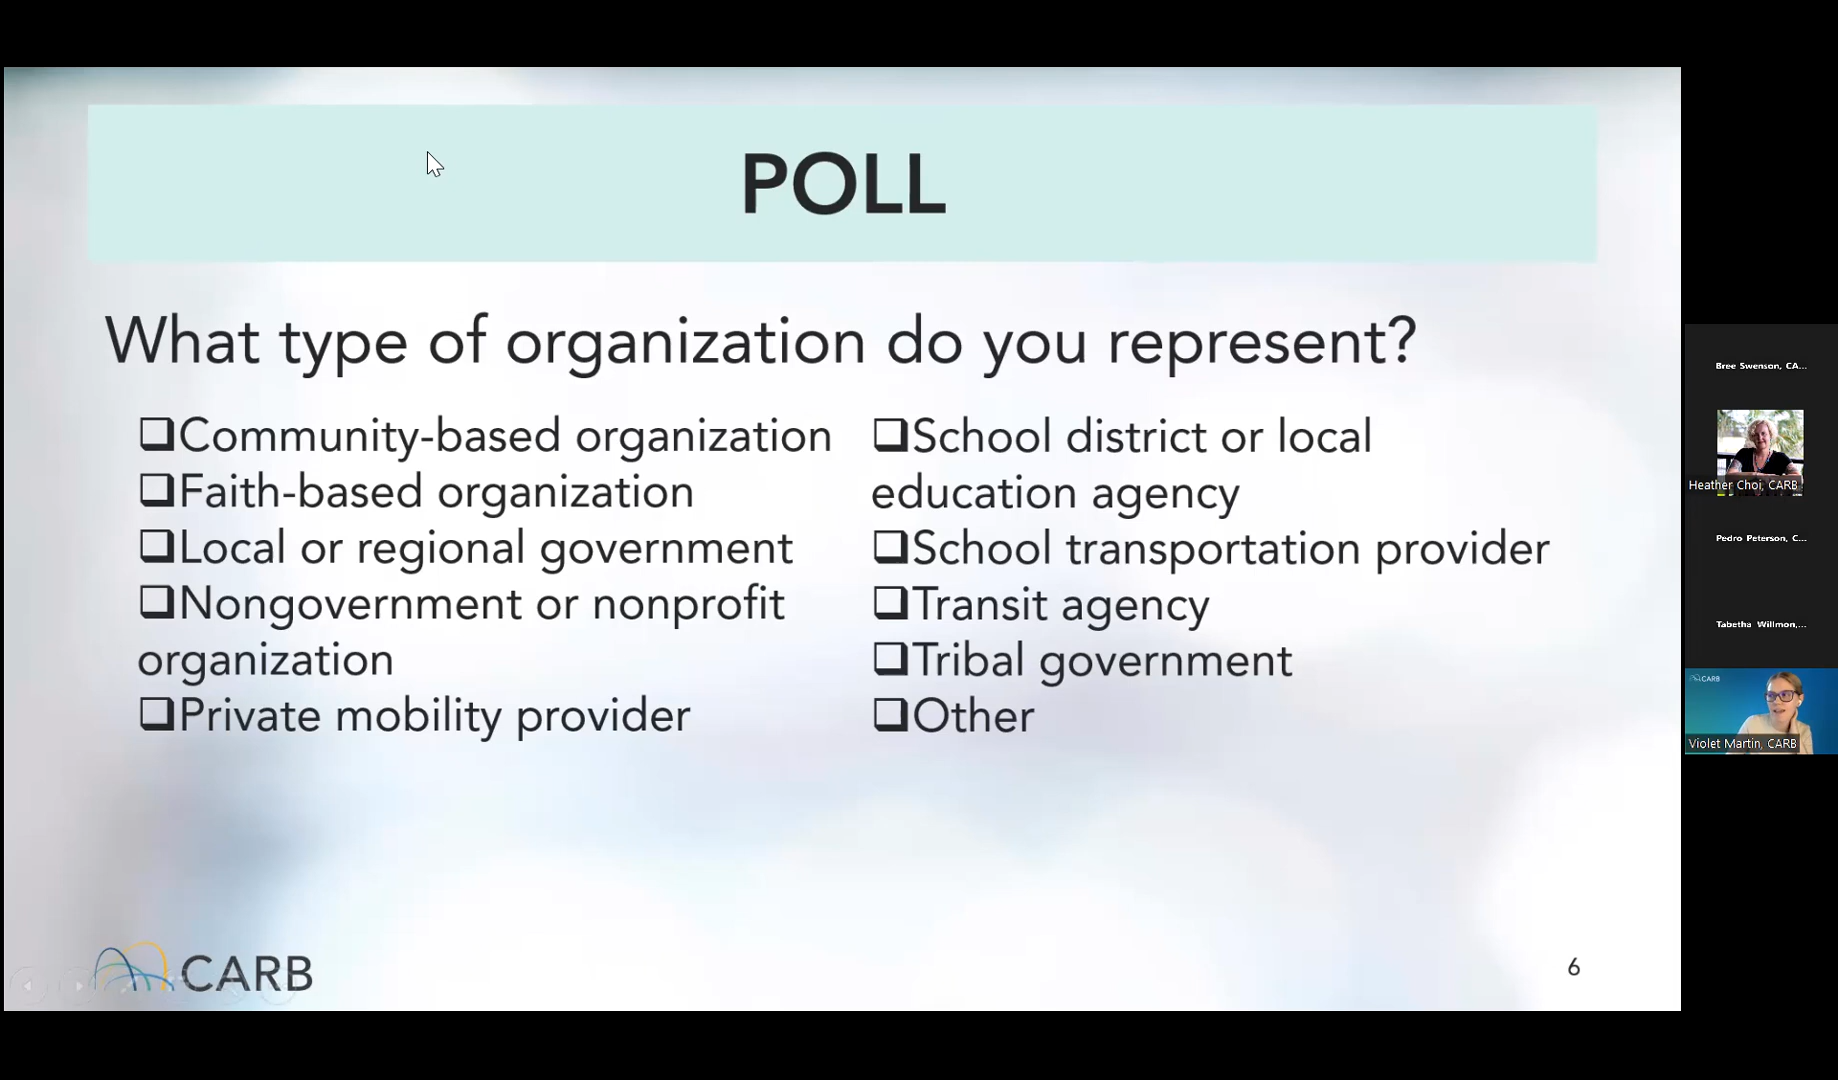 POLL
What type of organization do you represent?
❑Community-based organization
❑Faith-based organization
❑Local or regional government
❑Nongovernment or nonprofit
organization
❑Private mobility provider
❑School district or local
education agency
❑School transportation provider
❑Transit agency
❑Tribal government
❑Other
CARB
6
Bree Swenson, CA...
Heather Choi, CARB
Pedro Peterson, C...
Tabetha Willmon,...
CARB
Violet Martin, CARB